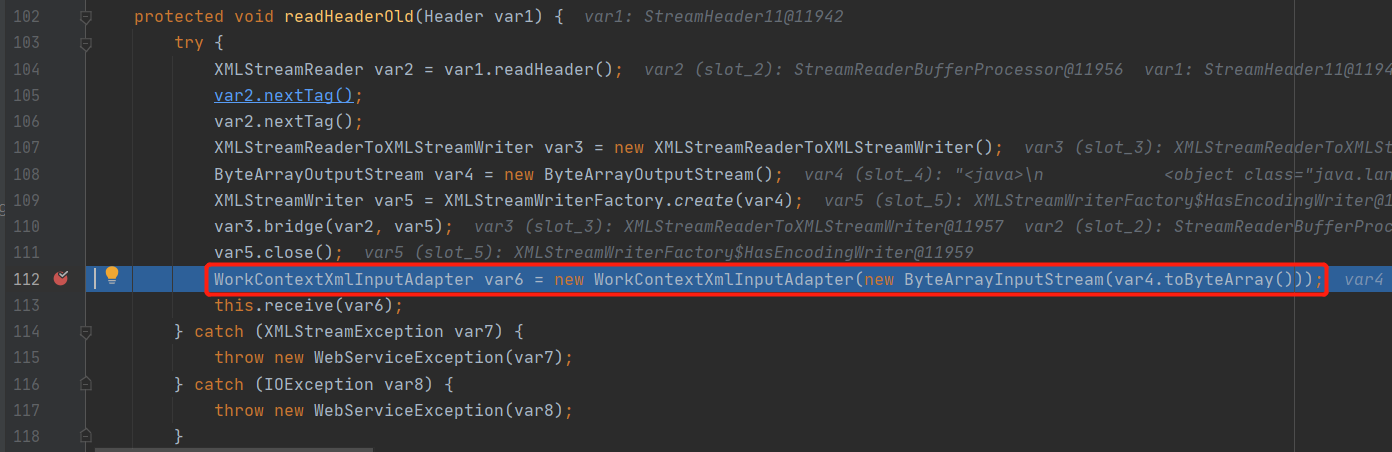 102 protected void readHeaderOld(Header var1) { var1: StreamHeader11@11942
103 try {
104 XMLStreamReader var2 = var1.readHeader(); var2 (slot_2): StreamReaderBufferProcessor@11956 var1: StreamHeader11@1194
105 var2.nextTag();
106 var2.nextTag();
107 XMLStreamReaderToXMLStreamWriter var3 = new XMLStreamReaderToXMLStreamWriter(); var3 (slot_3): XMLStreamReaderToXMLSt
108 ByteArrayOutputStream var4 = new ByteArrayOutputStream(); var4 (slot_4): "<java>\n <object class="java.lan
109 XMLStreamWriter var5 = XMLStreamWriterFactory.create(var4); var5 (slot_5): XMLStreamWriterFactory$HasEncodingWriter@1
110 var3.bridge(var2, var5); var3 (slot_3): XMLStreamReaderToXMLStreamWriter@11957 var2 (slot_2): StreamReaderBufferProc
111 var5.close(); var5 (slot_5): XMLStreamWriterFactory$HasEncodingWriter@11959
112 WorkContextXmlInputAdapter var6 = new WorkContextXmlInputAdapter(new ByteArrayInputStream(var4.toByteArray())); var4
113 this.receive(var6);
114 } catch (XMLStreamException var7) {
115 throw new WebServiceException(var7);
116 } catch (IOException var8) {
117 throw new WebServiceException(var8);
118 }